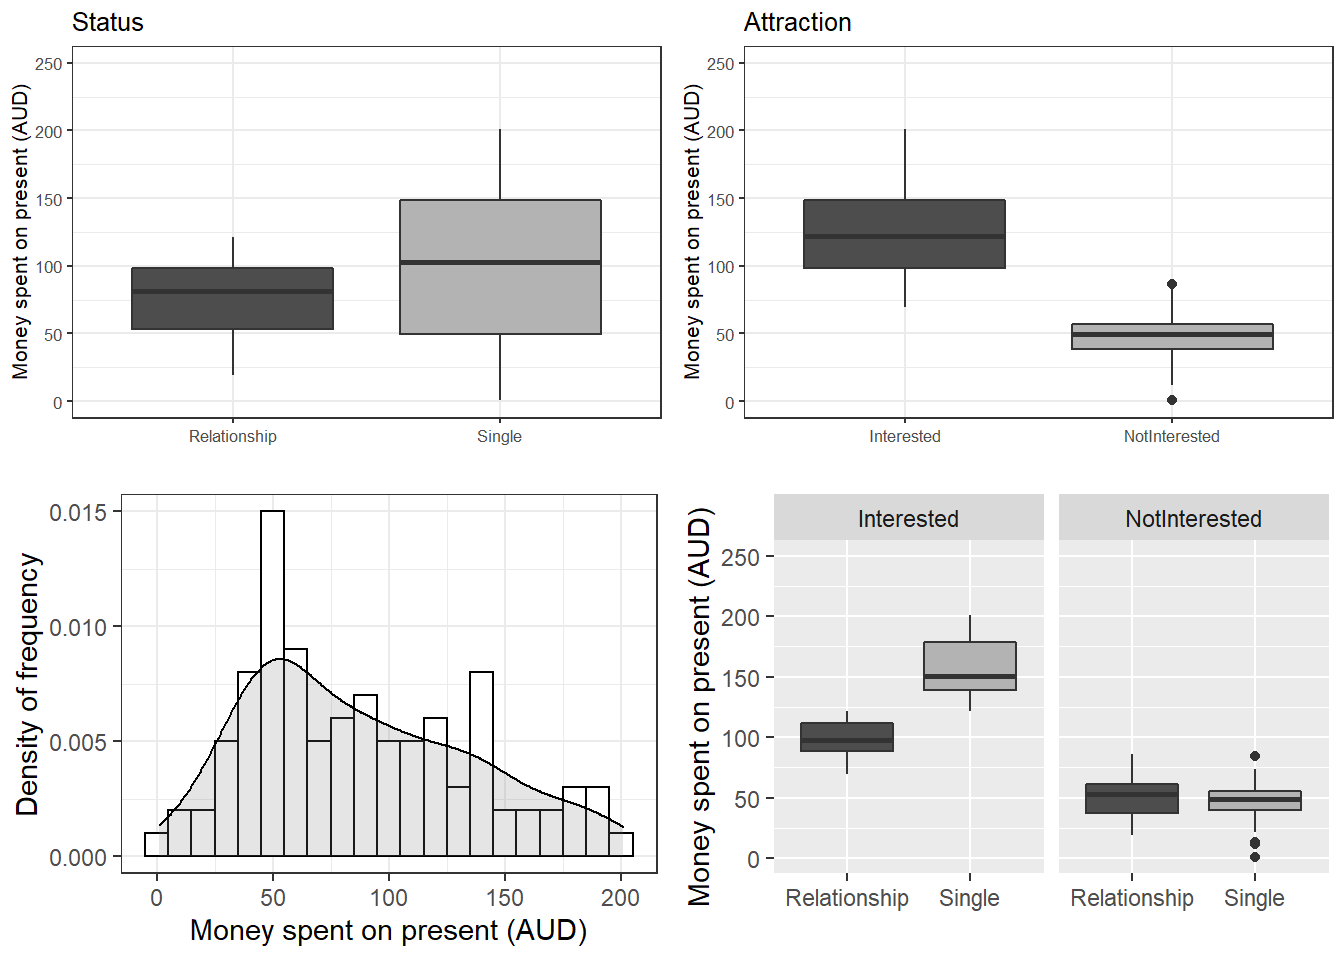 Status
Money spent on present (AUD)
250
200
150
100
50
0
Relationship Single
Attraction
Money spent on present (AUD)
250
200
150
100
50
0
Interested NotInterested
Density of frequency
0.015
0.010
0.005
0.000
0 50 100 150 200
Money spent on present (AUD)
Money spent on present (AUD)
Interested NotInterested
250
200
150
100
50
0
Relationship Single Relationship Single